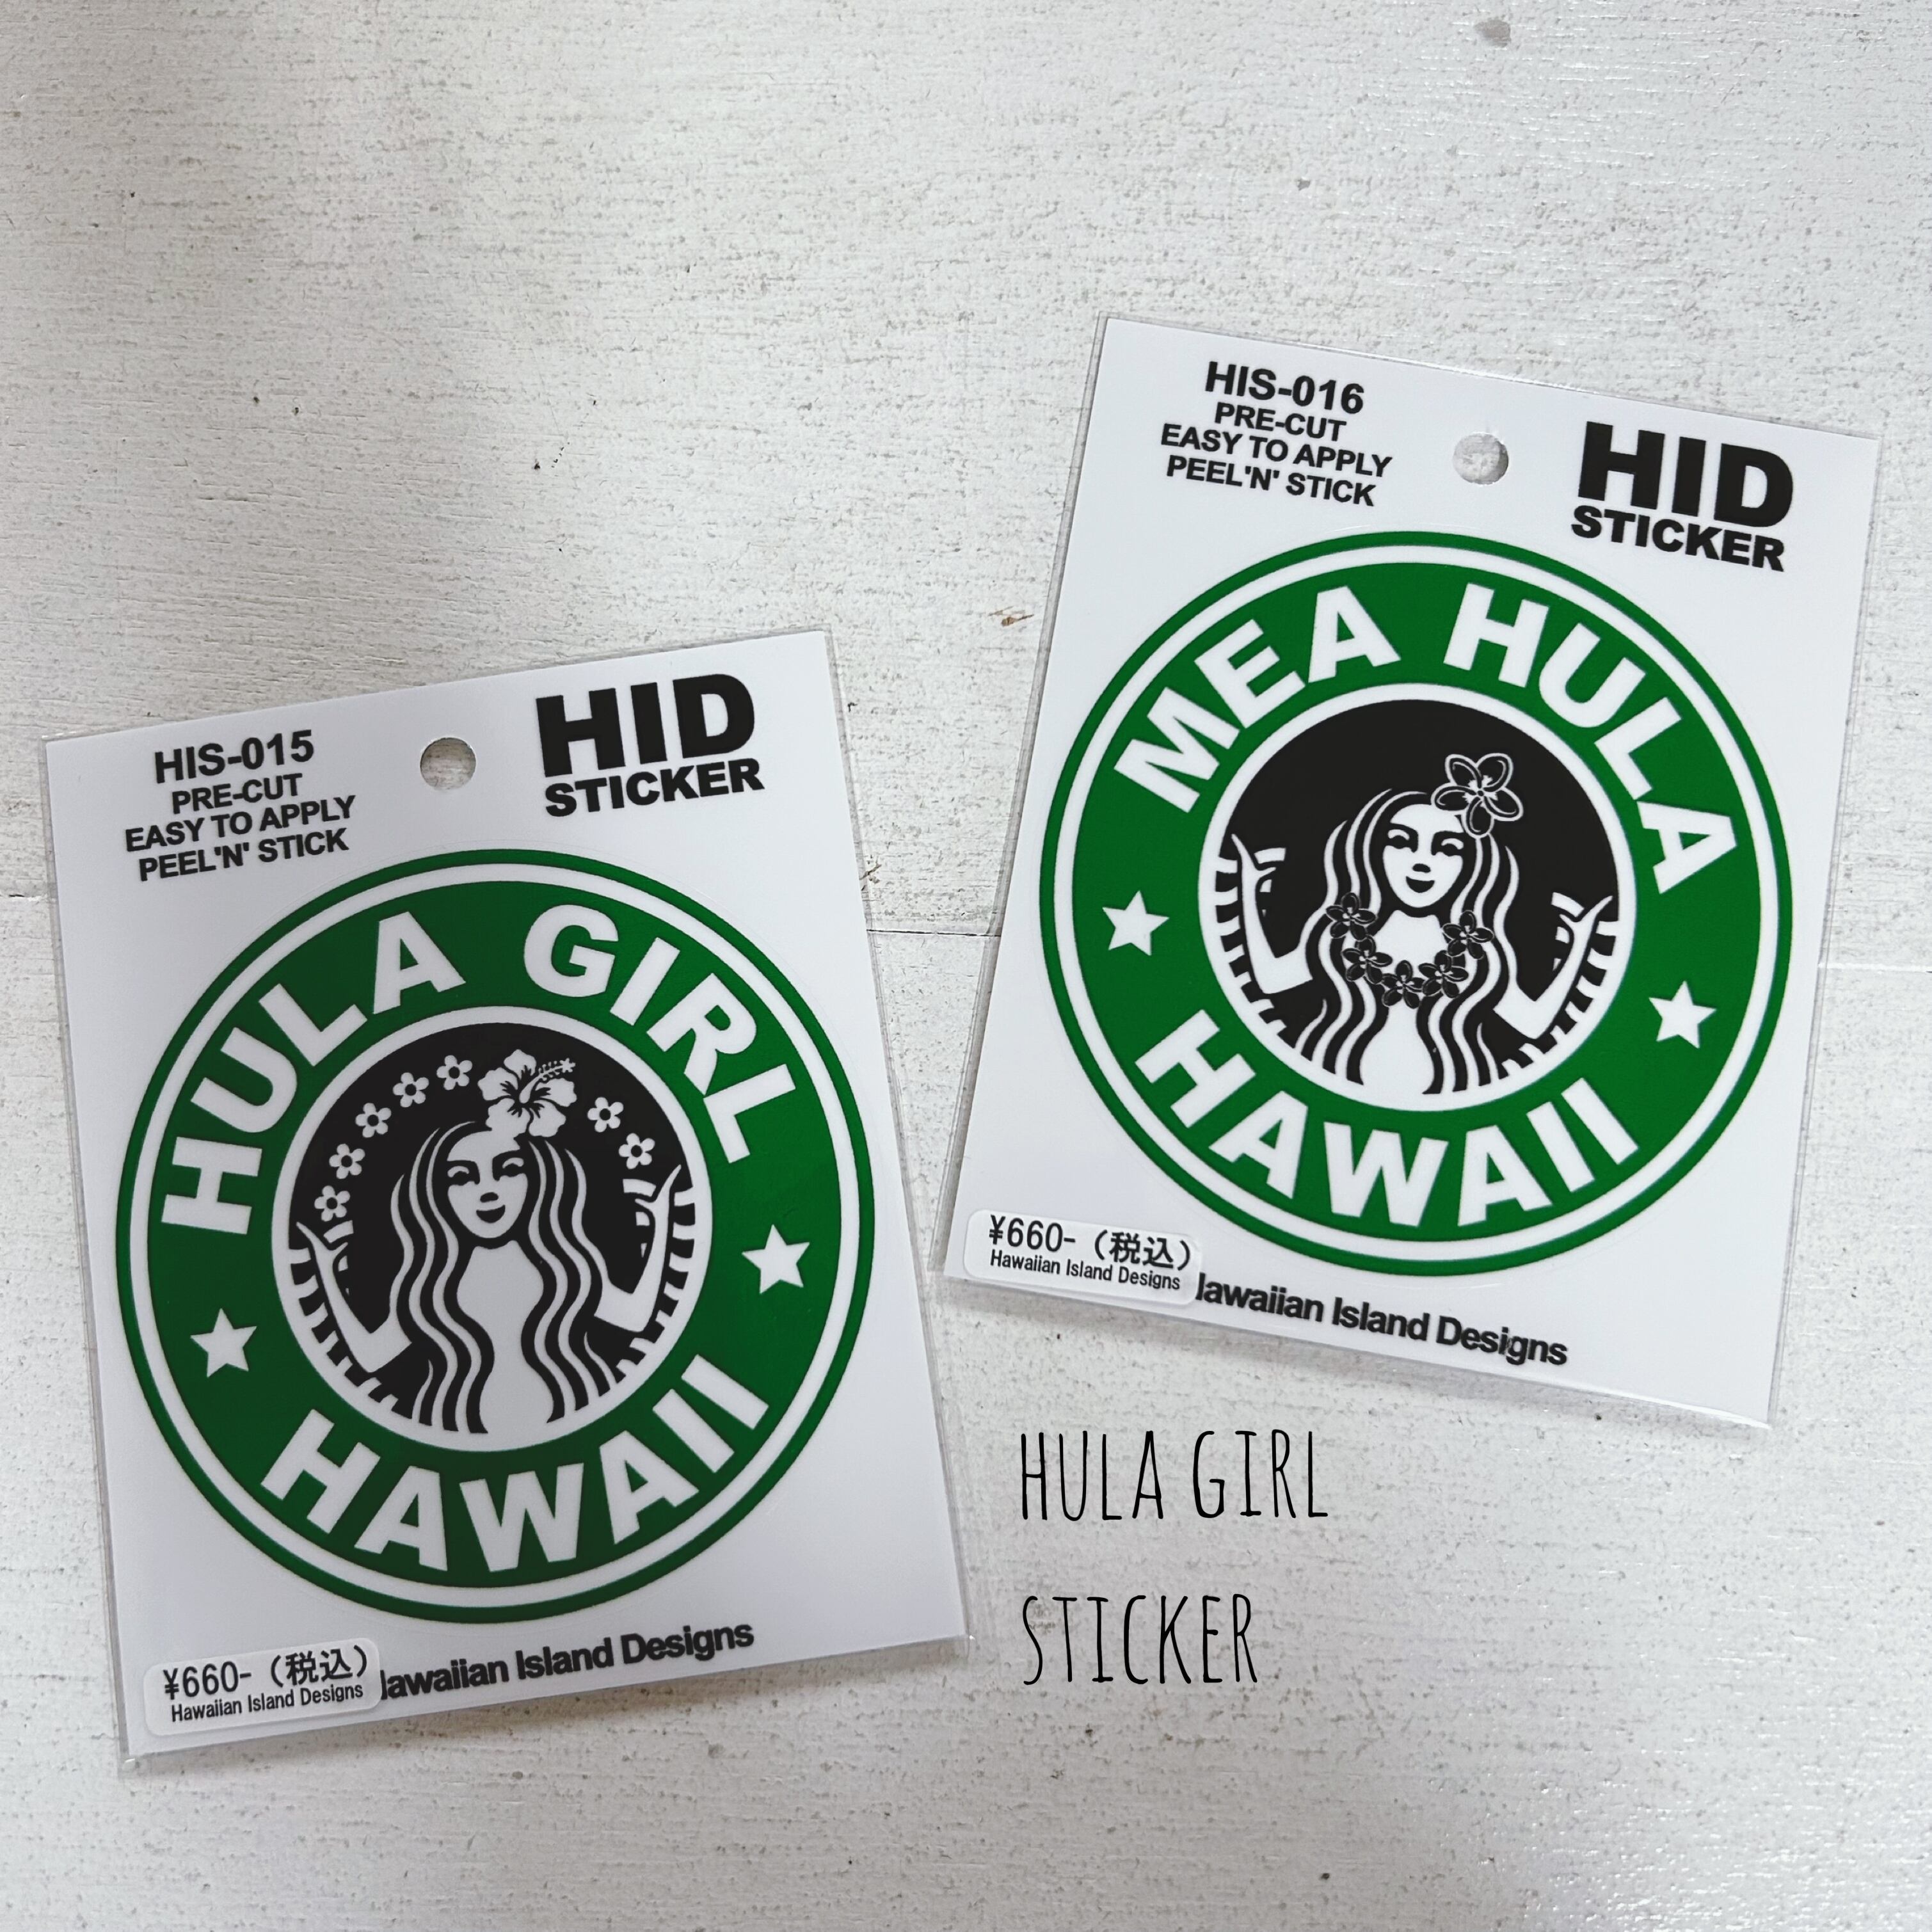 HIS-015
PRE-CUT
EASY TO APPLY
PEEL'N' STICK
HID
STICKER
HULA GIRL
HAWAII
¥660-（税込）
Hawaiian Island Designs
Hawaiian Island Designs
HIS-016
PRE-CUT
EASY TO APPLY
PEEL'N' STICK
HID
STICKER
MEA HULA
HAWAII
¥660-（税込）
Hawaiian Island Designs
Hawaiian Island Designs
HULA GIRL
STICKER